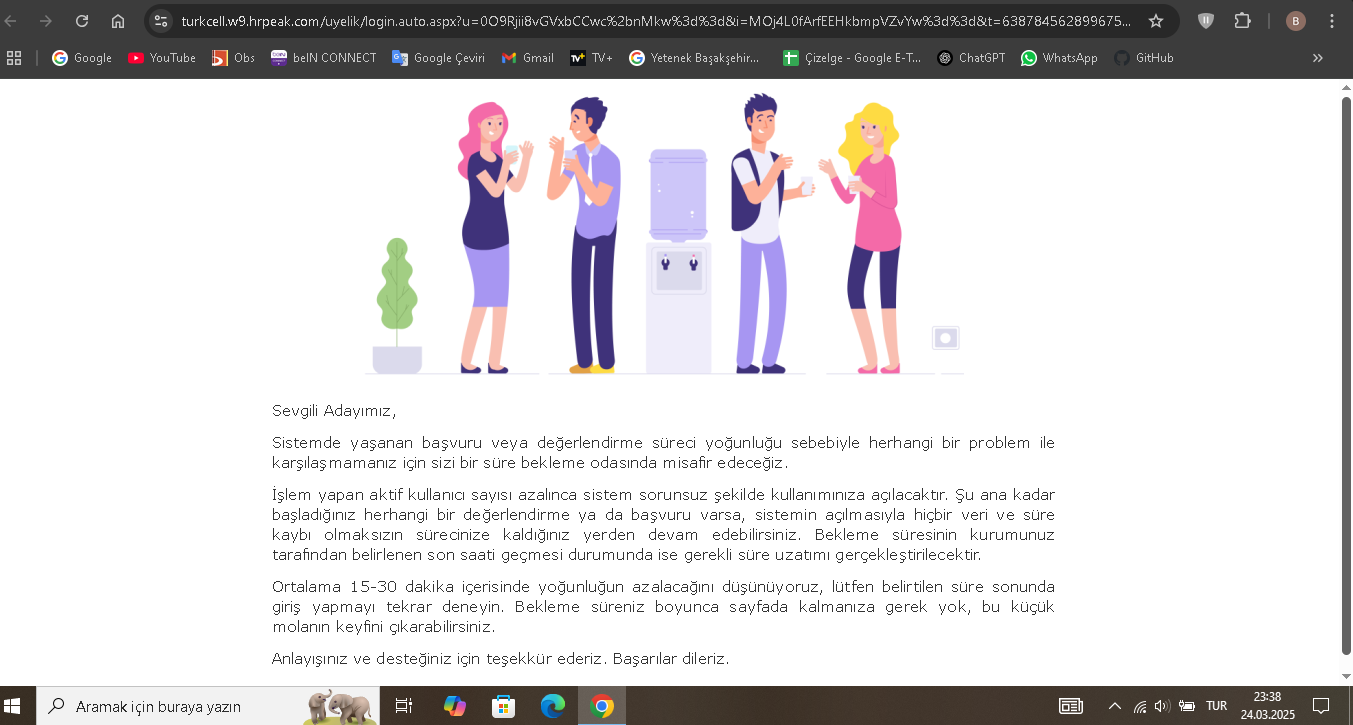 turkcell.w9.hrpeak.com/uyelik/login.auto.aspx?u=0O9Rjii8vGVxbCCwc%2bnMkw%3d%3d&i=MOj4L0fArfEEHkbmpVZvYw%3d%3d&t=638784562899675...
B
Google YouTube Obs beIN CONNECT Google Çeviri Gmail TV+ Yetenek Başakşehir... Çizelge - Google E-T... ChatGPT WhatsApp GitHub
Sevgili Adayımız,
Sistemde yaşanan başvuru veya değerlendirme süreci yoğunluğu sebebiyle herhangi bir problem ile
karşılaşmamanız için sizi bir süre bekleme odasında misafir edeceğiz.
İşlem yapan aktif kullanıcı sayısı azalınca sistem sorunsuz şekilde kullanımınıza açılacaktır. Şu ana kadar
başladığınız herhangi bir değerlendirme ya da başvuru varsa, sistemin açılmasıyla hiçbir veri ve süre
kaybı olmaksızın sürecinize kaldığınız yerden devam edebilirsiniz. Bekleme süresinin kurumunuz
tarafından belirlenen son saati geçmesi durumunda ise gerekli süre uzatımı gerçekleştirilecektir.
Ortalama 15-30 dakika içerisinde yoğunluğun azalacağını düşünüyoruz, lütfen belirtilen süre sonunda
giriş yapmayı tekrar deneyin. Bekleme süreniz boyunca sayfada kalmanıza gerek yok, bu küçük
molanın keyfini çıkarabilirsiniz.
Anlayışınız ve desteğiniz için teşekkür ederiz. Başarılar dileriz.
Aramak için buraya yazın
TUR
23:38
24.03.2025